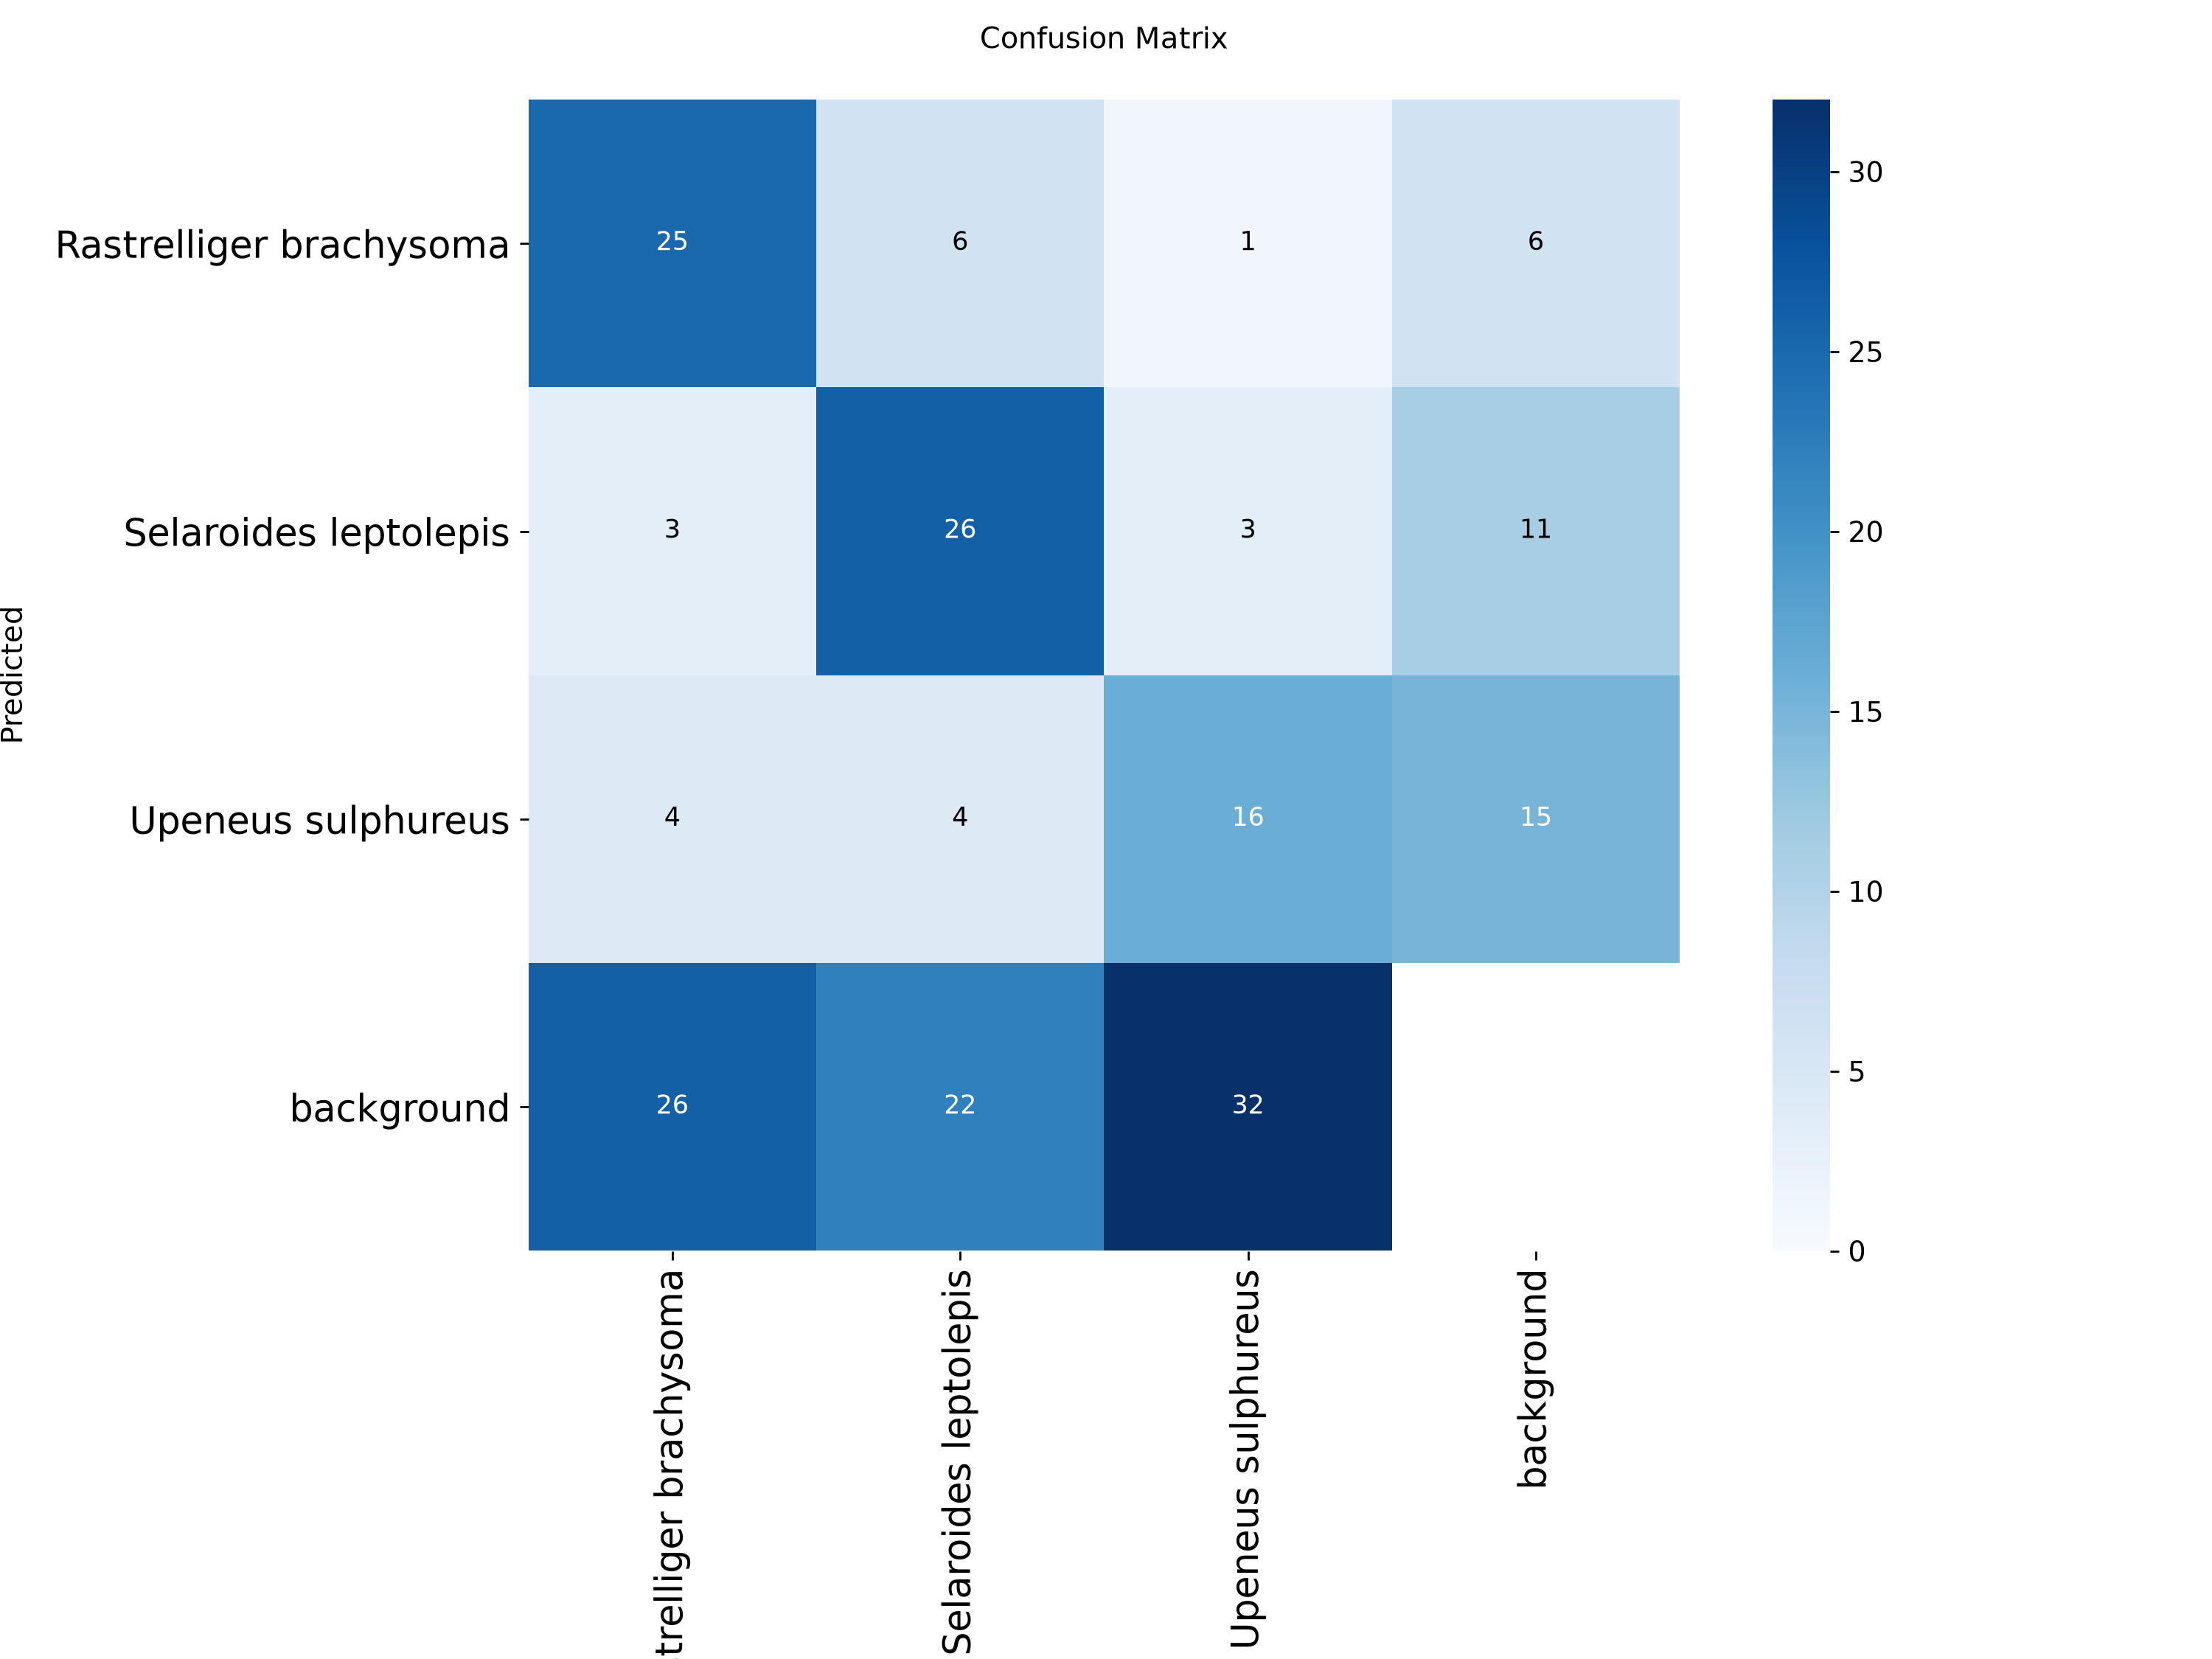 Confusion Matrix
Predicted
Rastrelliger brachysoma
25 6 1 6
Selaroides leptolepis
3 26 3 11
Upeneus sulphureus
4 4 16 15
background
26 22 32
trelliger brachysoma
Selaroides leptolepis
Upeneus sulphureus
background
30
25
20
15
10
5
0